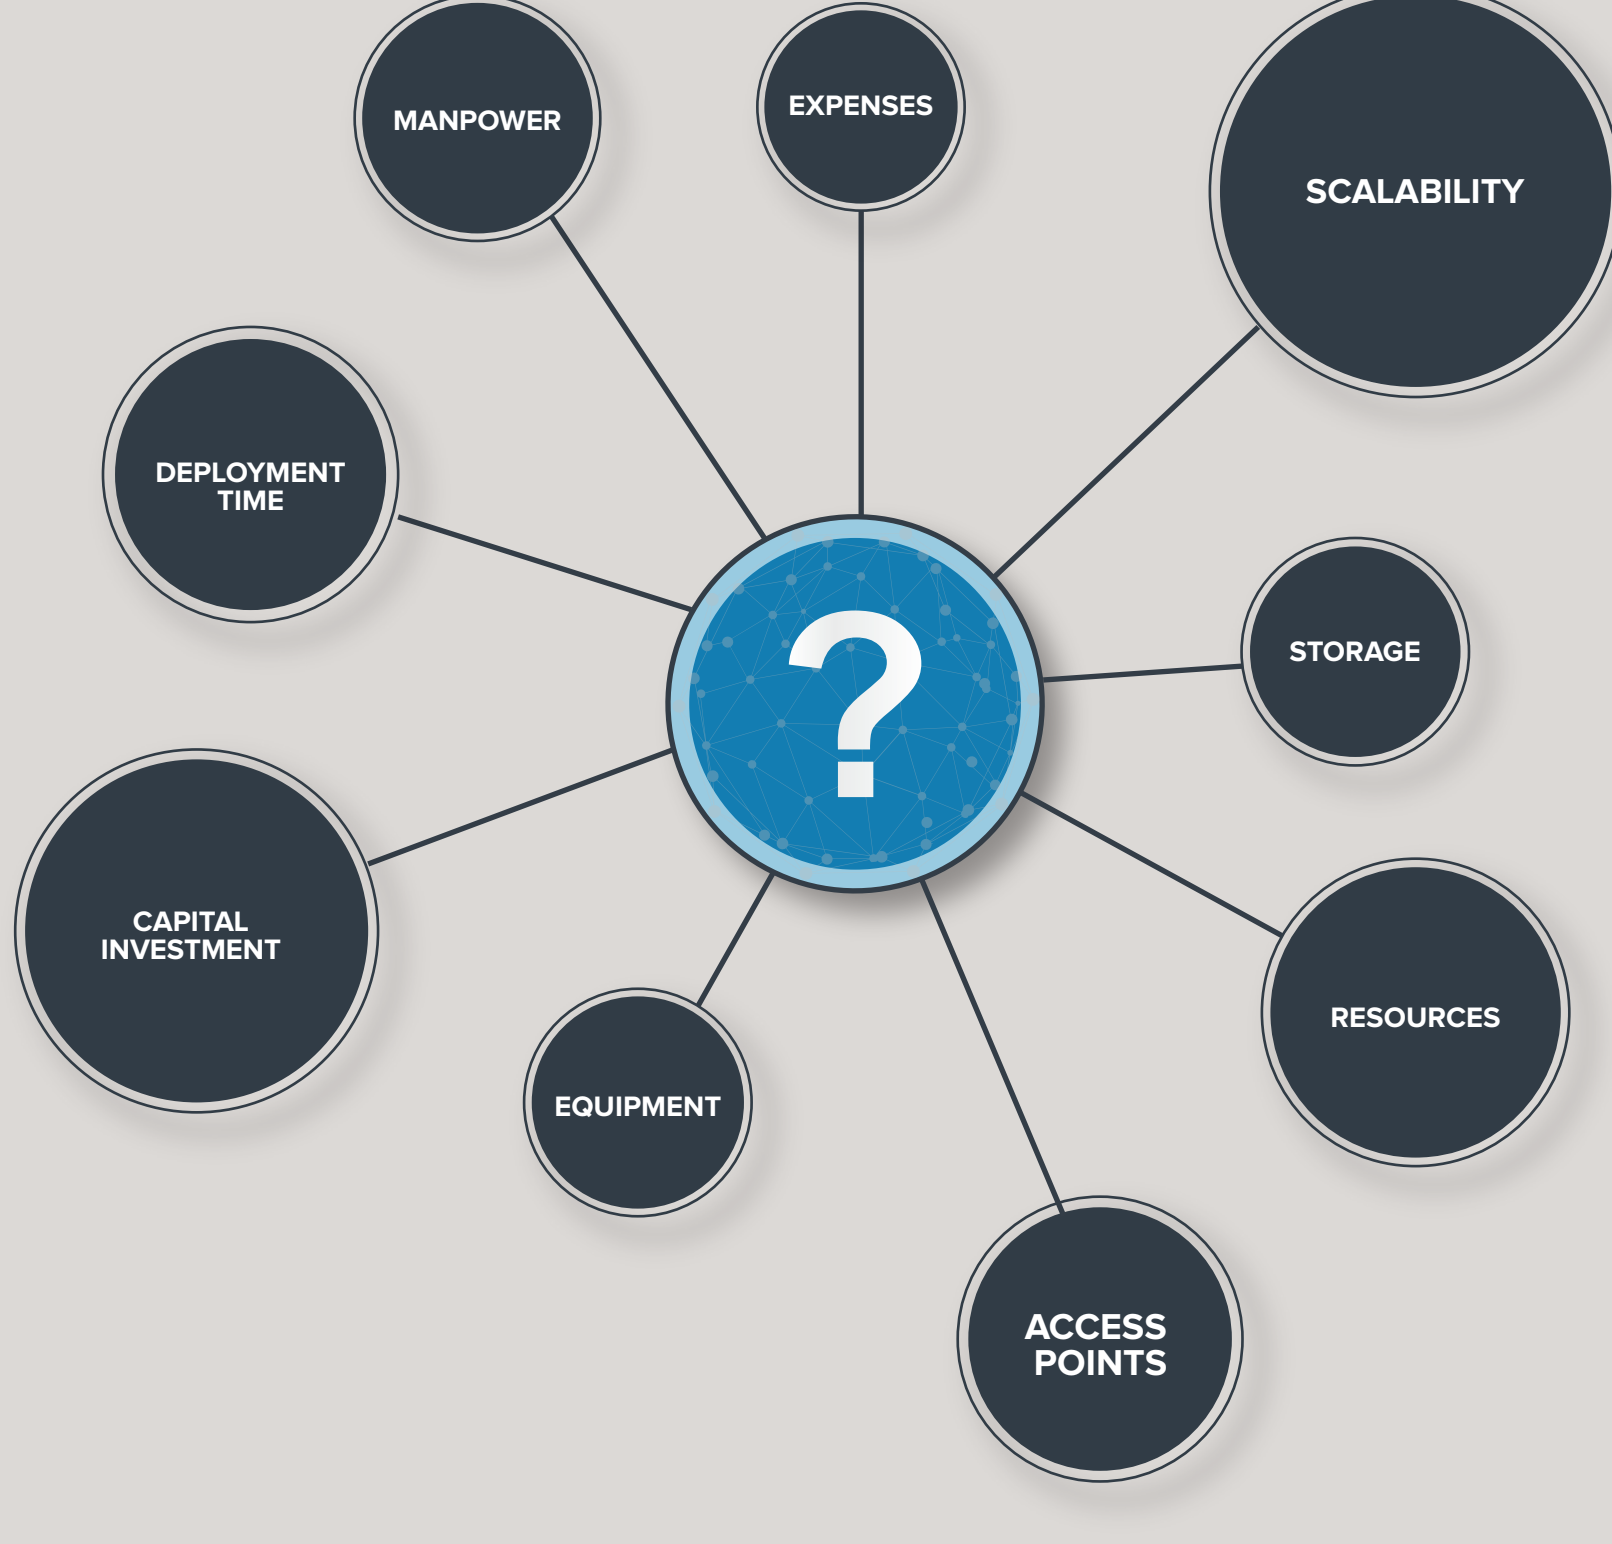 MANPOWER
EXPENSES
SCALABILITY
DEPLOYMENT
TIME
?
STORAGE
CAPITAL
INVESTMENT
RESOURCES
EQUIPMENT
ACCESS
POINTS